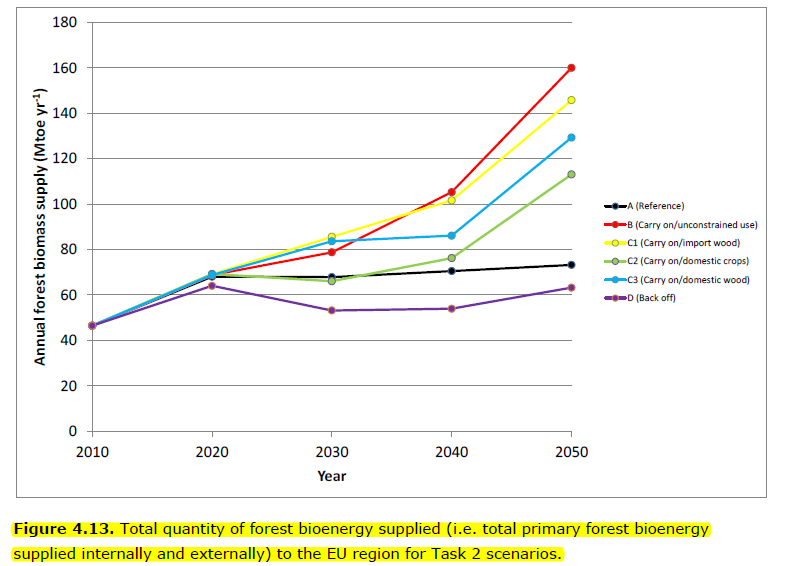 180
160
140
120
100
80
60
40
20
0
Annual forest biomass supply (Mtoe yr-1)
2010 2020 2030 2040 2050
Year
A (Reference)
B (Carry on/unconstrained use)
C1 (Carry on/import wood)
C2 (Carry on/domestic crops)
C3 (Carry on/domestic wood)
D (Back off)
Figure 4.13. Total quantity of forest bioenergy supplied (i.e. total primary forest bioenergy
supplied internally and externally) to the EU region for Task 2 scenarios.